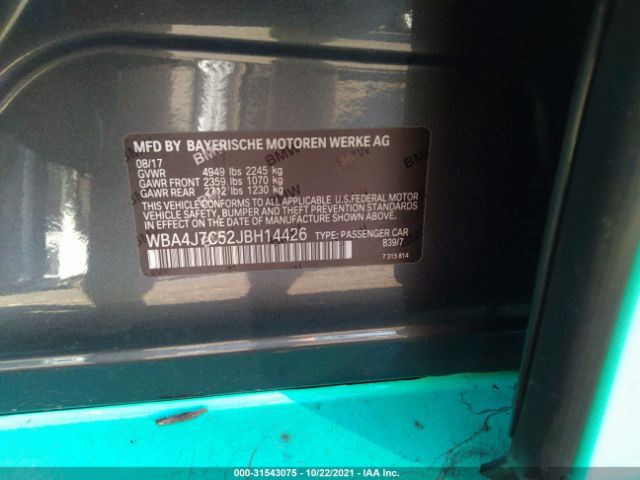 MFD BY BAYERISCHE MOTOREN WERKE AG
08/17
GVWR 4949 lbs 2245 kg
GAWR FRONT 2359 lbs 1070 kg
GAWR REAR 2712 lbs 1230 kg
THIS VEHICLE CONFORMS TO ALL APPLICABLE U.S.FEDERAL MOTOR
VEHICLE SAFETY, BUMPER, AND THEFT PREVENTION STANDARDS
IN EFFECT ON THE DATE OF MANUFACTURE SHOWN ABOVE.
WBA4J7C52JBH14426 TYPE: PASSENGER CAR
B39/7
7 315 814
000-31543075 - 10/22/2021 - IAA Inc.